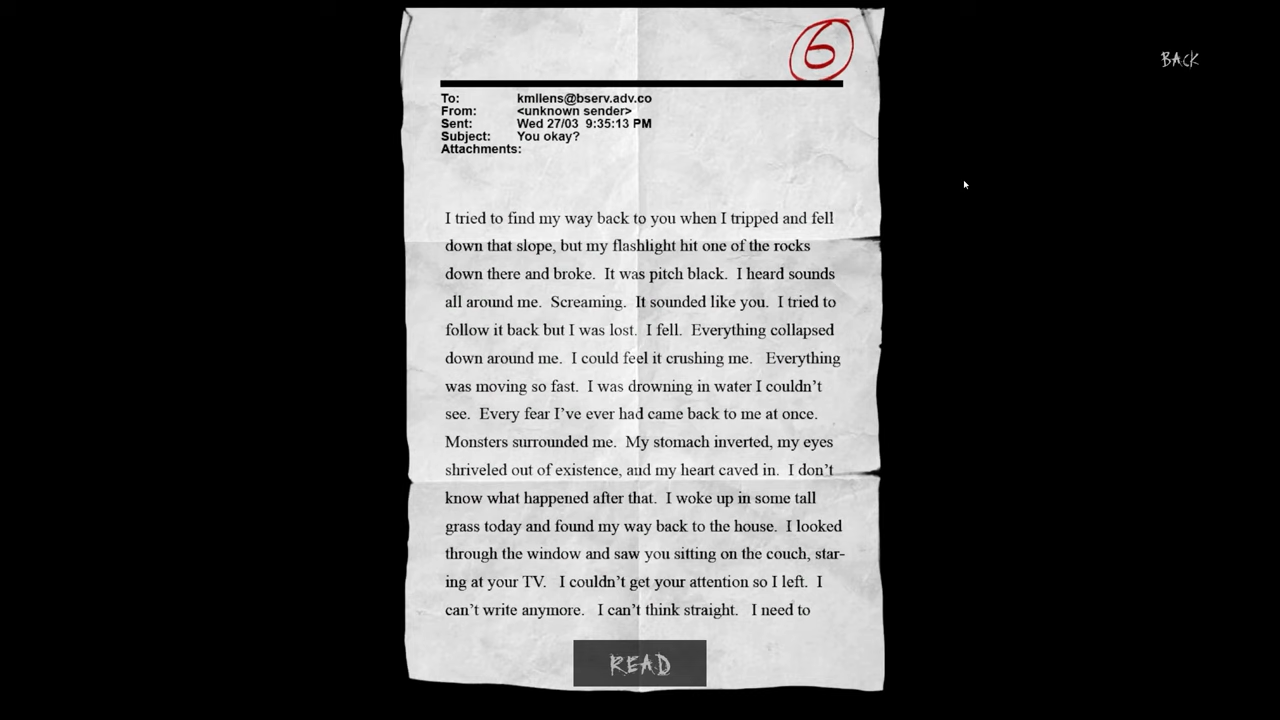 6
BACK
To: kmllens@bserv.adv.co
From: <unknown sender>
Sent: Wed 27/03 9:35:13 PM
Subject: You okay?
Attachments:
I tried to find my way back to you when I tripped and fell
down that slope, but my flashlight hit one of the rocks
down there and broke. It was pitch black. I heard sounds
all around me. Screaming. It sounded like you. I tried to
follow it back but I was lost. I fell. Everything collapsed
down around me. I could feel it crushing me. Everything
was moving so fast. I was drowning in water I couldn't
see. Every fear I've ever had came back to me at once.
Monsters surrounded me. My stomach inverted, my eyes
shriveled out of existence, and my heart caved in. I don't
know what happened after that. I woke up in some tall
grass today and found my way back to the house. I looked
through the window and saw you sitting on the couch, star-
ing at your TV. I couldn't get your attention so I left. I
can't write anymore. I can't think straight. I need to
READ